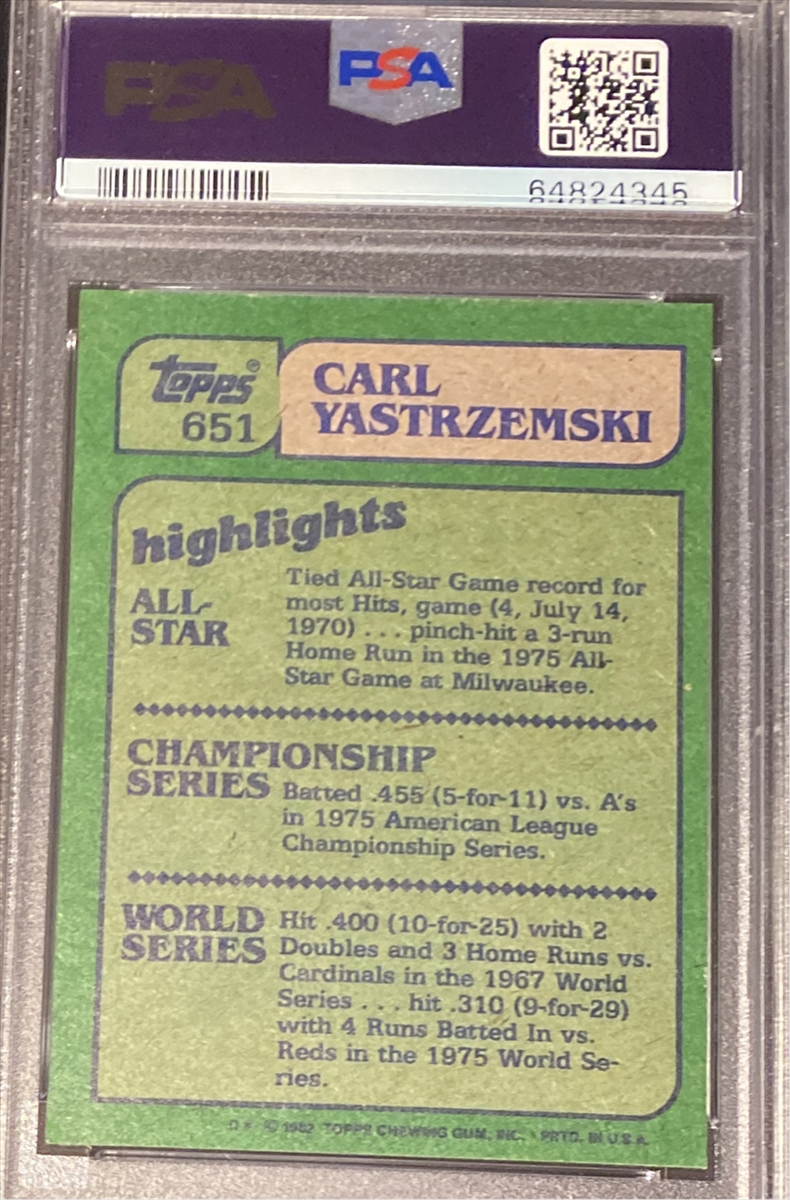 PSA
PSA
64824345
Topps®
651
CARL
YASTRZEMSKI
highlights
ALL-
STAR
Tied All-Star Game record for
most Hits, game (4, July 14,
1970) . . . pinch-hit a 3-run
Home Run in the 1975 All-
Star Game at Milwaukee.
CHAMPIONSHIP
SERIES
Batted .455 (5-for-11) vs. A's
in 1975 American League
Championship Series.
WORLD
SERIES
Hit .400 (10-for-25) with 2
Doubles and 3 Home Runs vs.
Cardinals in the 1967 World
Series . . . hit .310 (9-for-29)
with 4 Runs Batted In vs.
Reds in the 1975 World Se-
ries.
© 1982 TOPPS CHEWING GUM, INC. • PRTD. IN U.S.A.